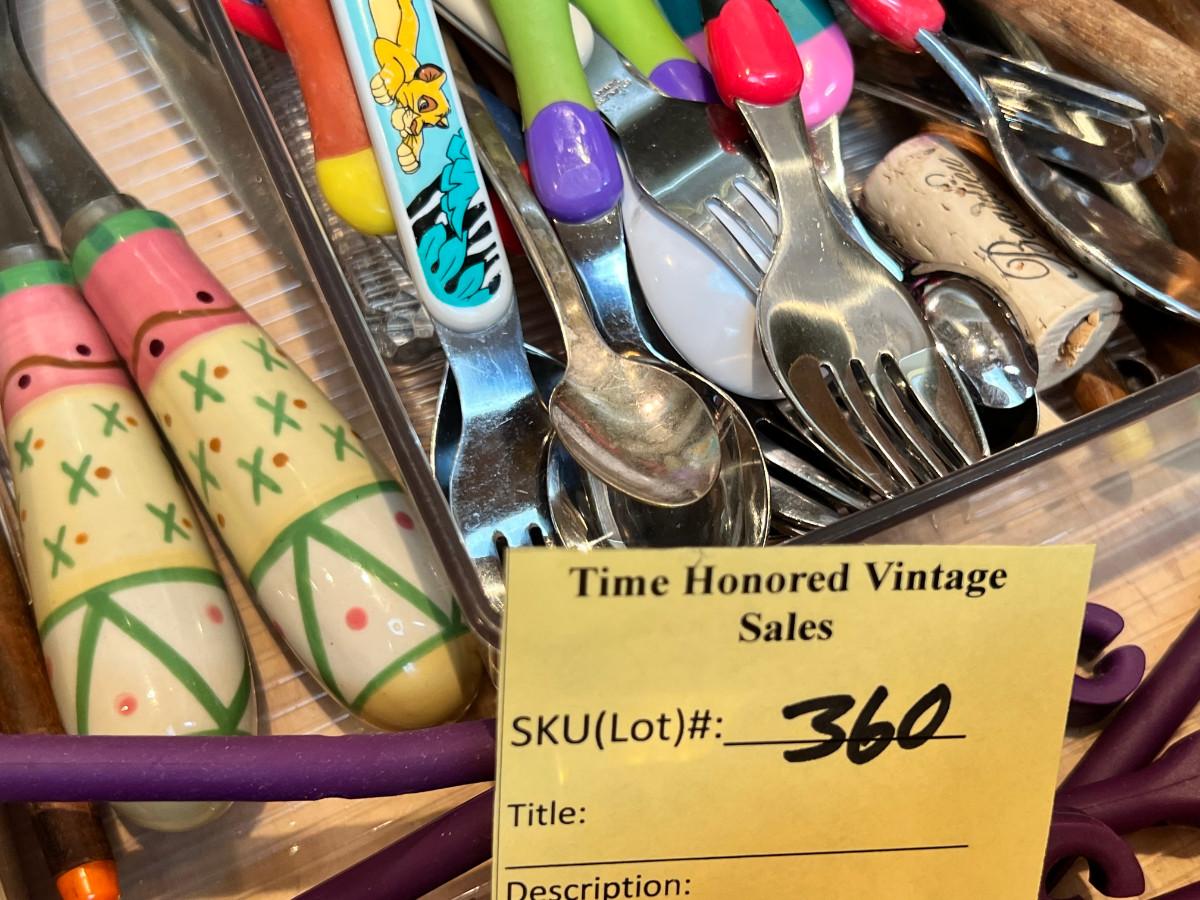 Time Honored Vintage
Sales
SKU(Lot)#: 360
Title:
Description: